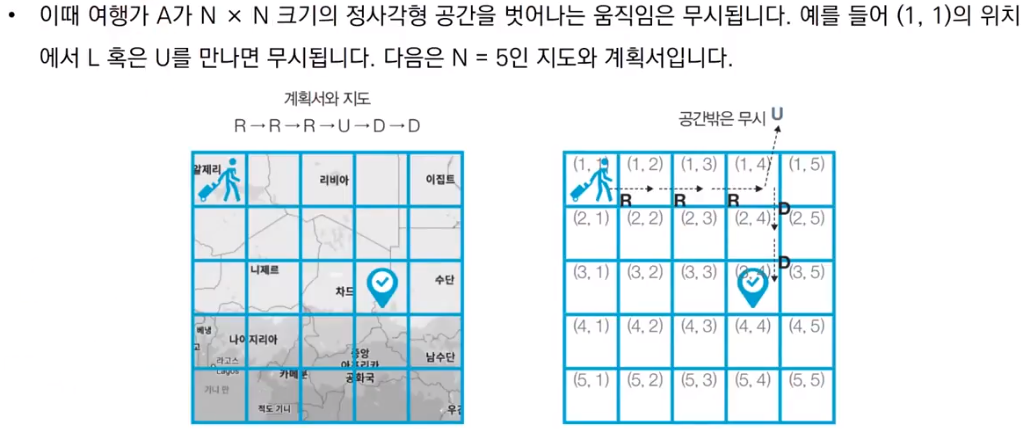 • 이때 여행가 A가 N × N 크기의 정사각형 공간을 벗어나는 움직임은 무시됩니다. 예를 들어 (1, 1)의 위치
에서 L 혹은 U를 만나면 무시됩니다. 다음은 N = 5인 지도와 계획서입니다.
계획서와 지도
R→R→R→U→D→D
알제리
리비아
이집트
니제르
차드
수단
베냉
나이지리아
라고스
Lagos
중앙
아프리카
공화국
남수단
카메룬
기니 만
적도 기니
공간밖은 무시 U
(1, 1) (1, 2) (1, 3) (1, 4) (1, 5)
R R R D
(2, 1) (2, 2) (2, 3) (2, 4) (2, 5)
D
(3, 1) (3, 2) (3, 3) (3, 4) (3, 5)
(4, 1) (4, 2) (4, 3) (4, 4) (4, 5)
(5, 1) (5, 2) (5, 3) (5, 4) (5, 5)